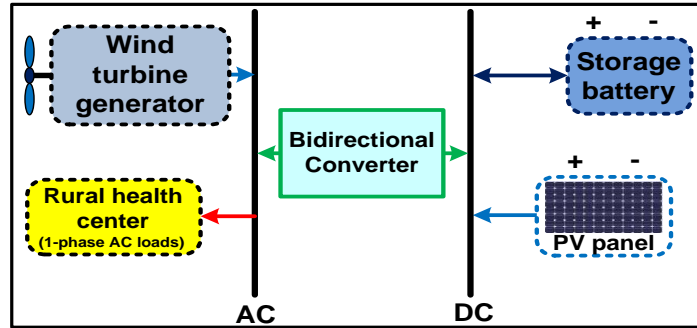 Wind
turbine
generator
+ -
Storage
battery
Bidirectional
Converter
Rural health
center
(1-phase AC loads)
+ -
PV panel
AC
DC